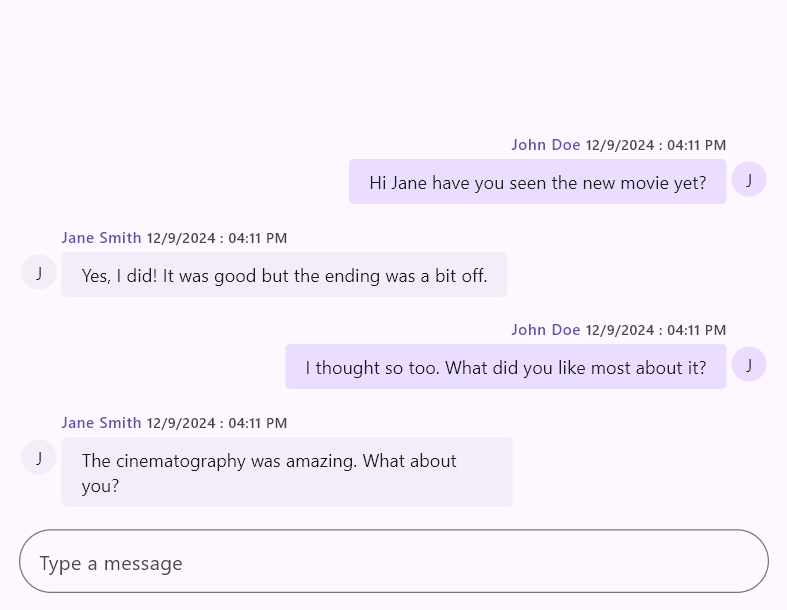 John Doe 12/9/2024 : 04:11 PM
Hi Jane have you seen the new movie yet?
J
Jane Smith 12/9/2024 : 04:11 PM
J
Yes, I did! It was good but the ending was a bit off.
John Doe 12/9/2024 : 04:11 PM
I thought so too. What did you like most about it?
J
Jane Smith 12/9/2024 : 04:11 PM
J
The cinematography was amazing. What about
you?
Type a message